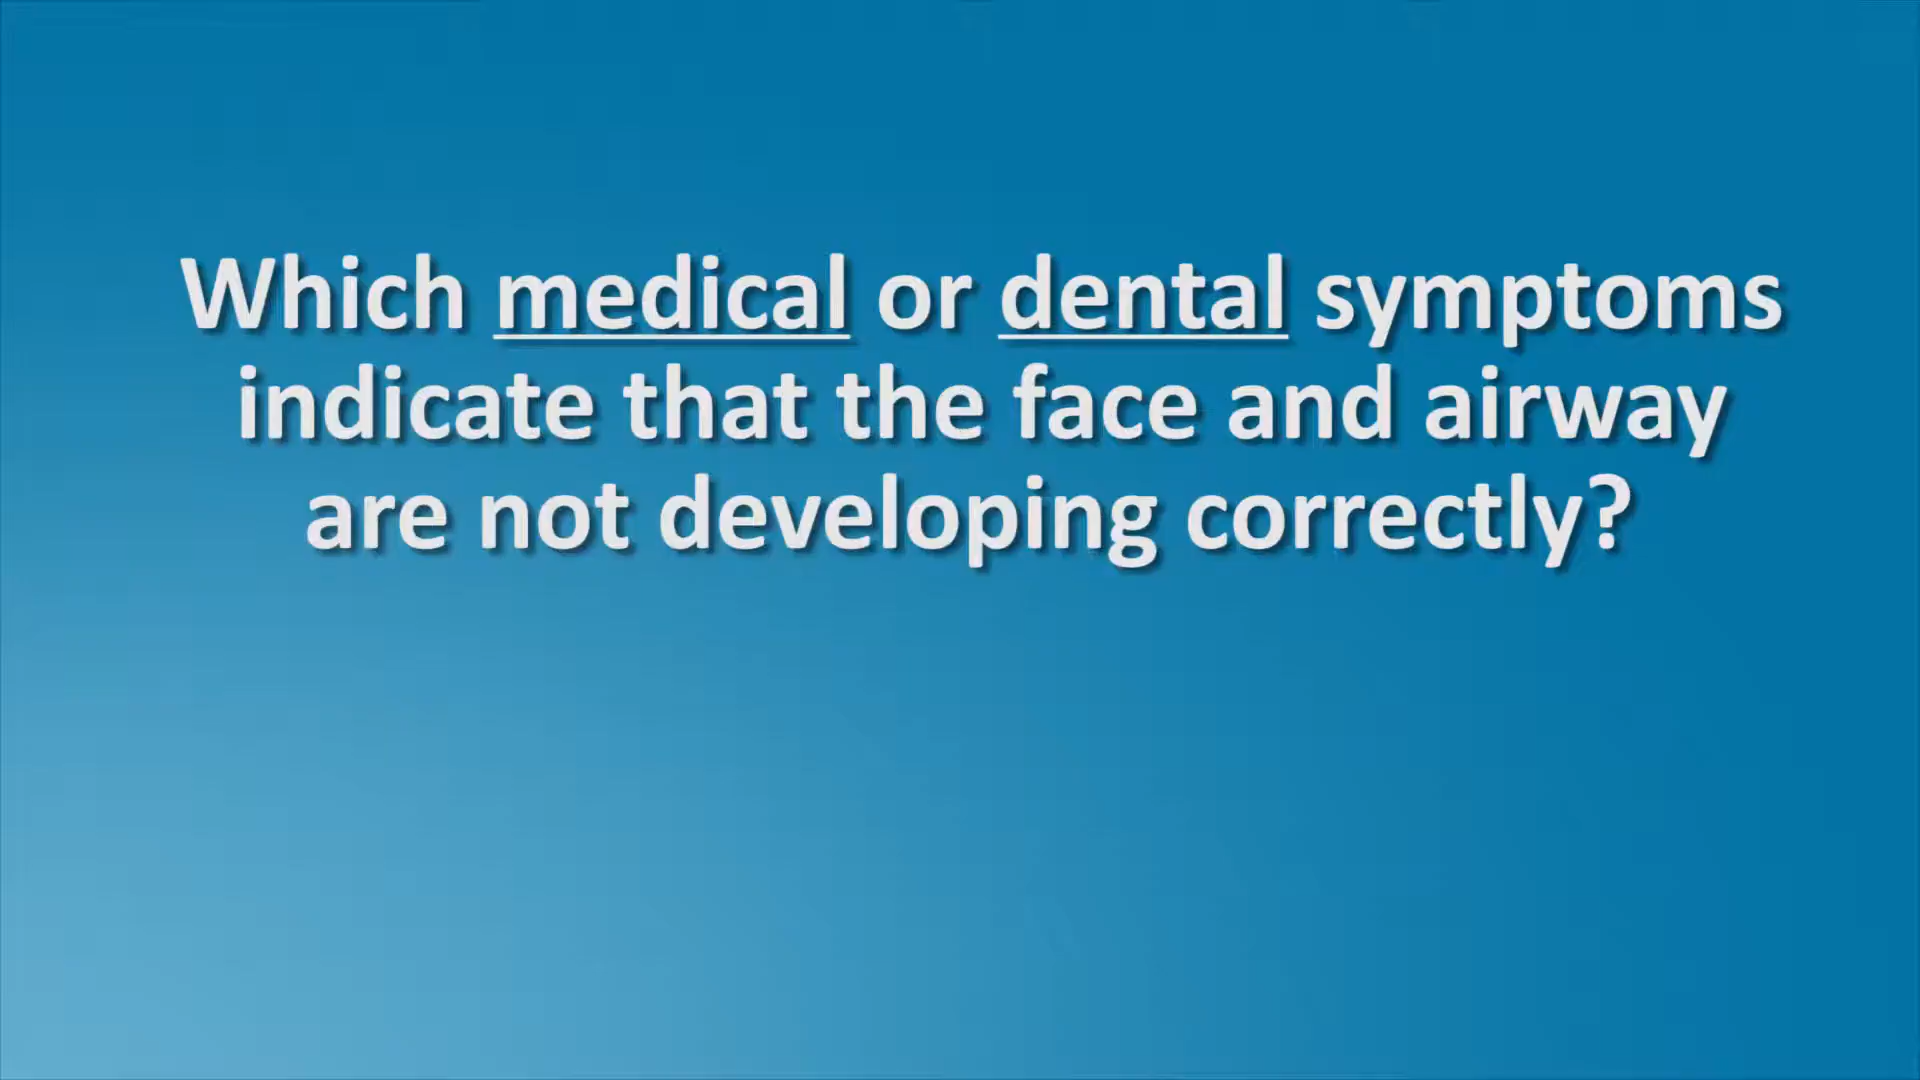 Which medical or dental symptoms
indicate that the face and airway
are not developing correctly?